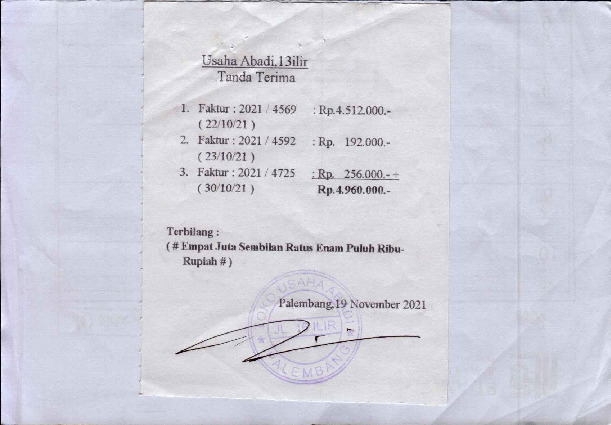 Usaha Abadi,13ilir
Tanda Terima
1. Faktur : 2021 / 4569 : Rp.4.512.000.-
( 22/10/21 )
2. Faktur : 2021 / 4592 : Rp. 192.000.-
( 23/10/21 )
3. Faktur : 2021 / 4725 : Rp. 256.000.- +
( 30/10/21 ) Rp.4.960.000.-
Terbilang :
( # Empat Juta Sembilan Ratus Enam Puluh Ribu-
Rupiah # )
Palembang,19 November 2021
TOKO USAHA ABADI
JL. 13 ILIR
PALEMBANG